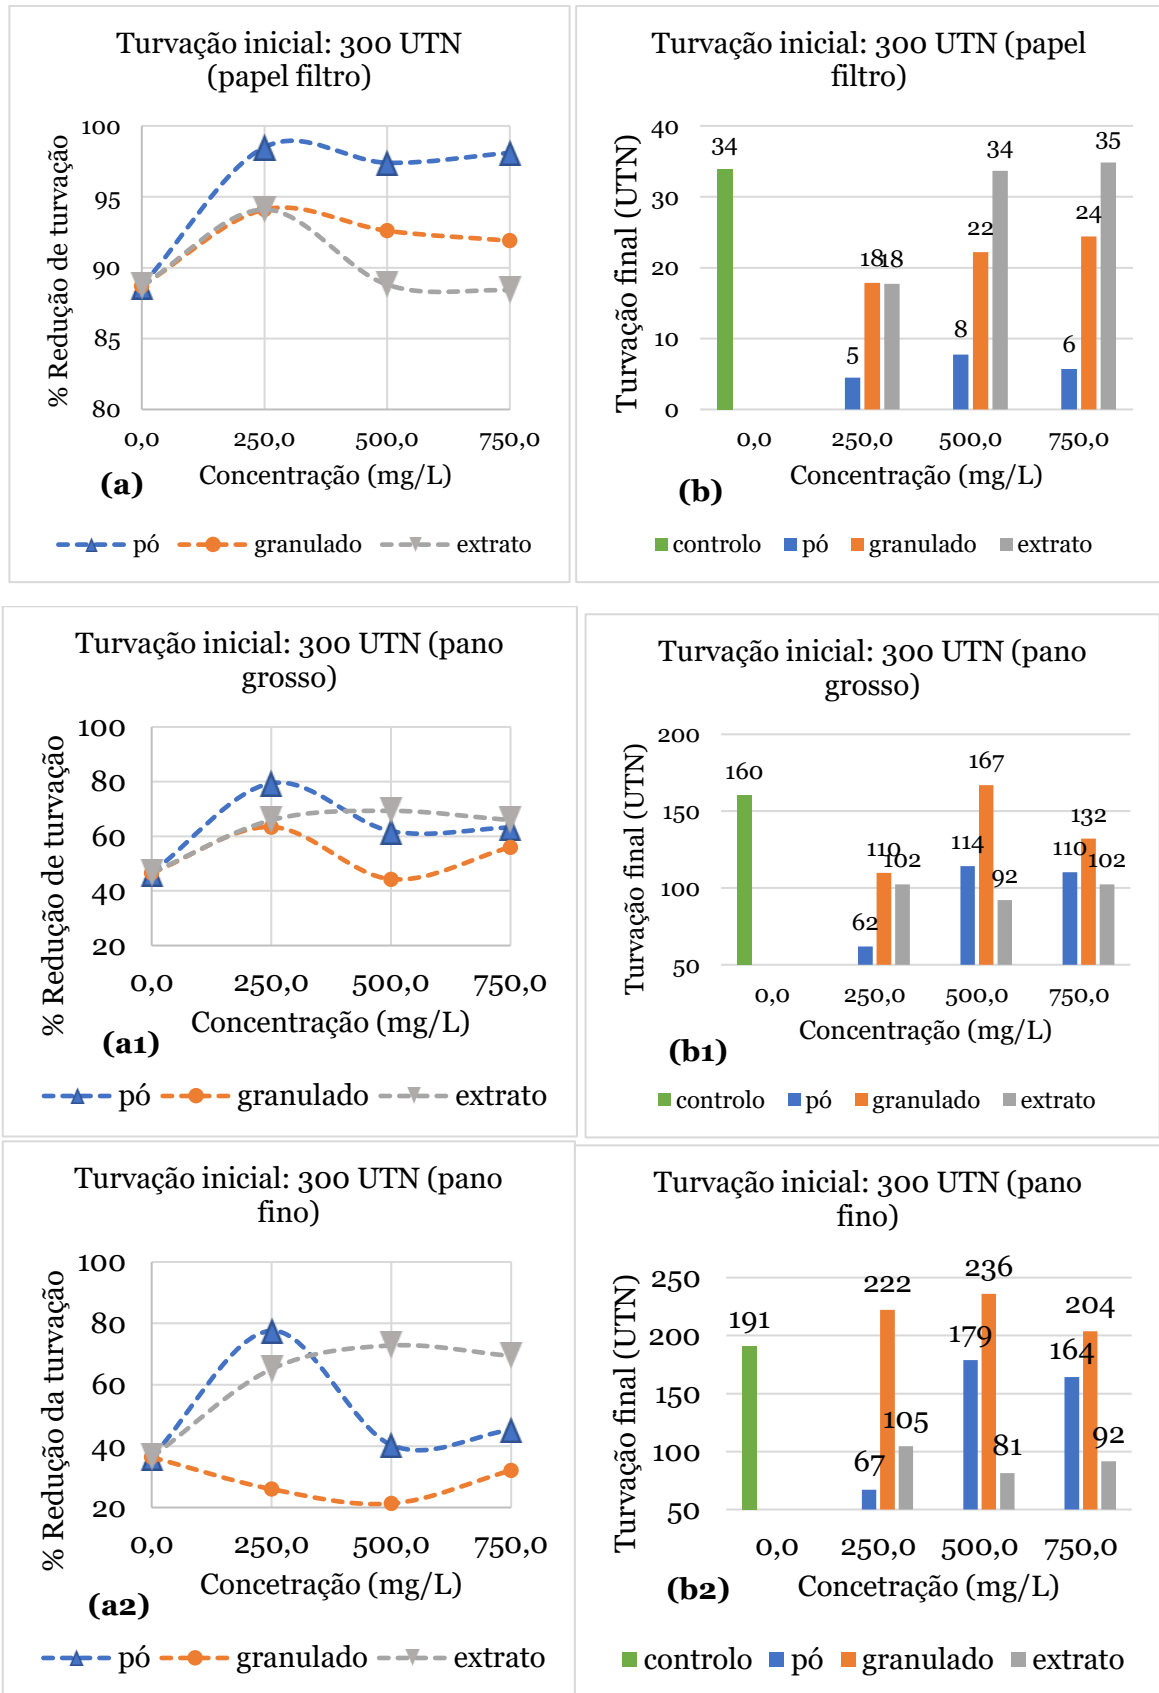 Turvação inicial: 300 UTN
(papel filtro)
% Redução de turvação
100
95
90
85
80
0,0 250,0 500,0 750,0
Concentração (mg/L)
(a)
pó granulado extrato
Turvação inicial: 300 UTN (papel
filtro)
Turvação final (UTN)
40
30
20
10
0
34
5 18 18
8 22 34
6 24 35
0,0 250,0 500,0 750,0
Concentração (mg/L)
(b)
controlo pó granulado extrato
Turvação inicial: 300 UTN (pano
grosso)
% Redução de turvação
100
80
60
40
20
0,0 250,0 500,0 750,0
Concentração (mg/L)
(a1)
pó granulado extrato
Turvação inicial: 300 UTN (pano
grosso)
Turvação final (UTN)
200
150
100
50
160
62 110 102
114 167 92
110 132 102
0,0 250,0 500,0 750,0
Concentração (mg/L)
(b1)
controlo pó granulado extrato
Turvação inicial: 300 UTN (pano
fino)
% Redução da turvação
100
80
60
40
20
0,0 250,0 500,0 750,0
Concetração (mg/L)
(a2)
pó granulado extrato
Turvação inicial: 300 UTN (pano
fino)
Turvação final (UTN)
250
200
150
100
50
191
67 222 105
179 236 81
164 204 92
0,0 250,0 500,0 750,0
Concetração (mg/L)
(b2)
controlo pó granulado extrato